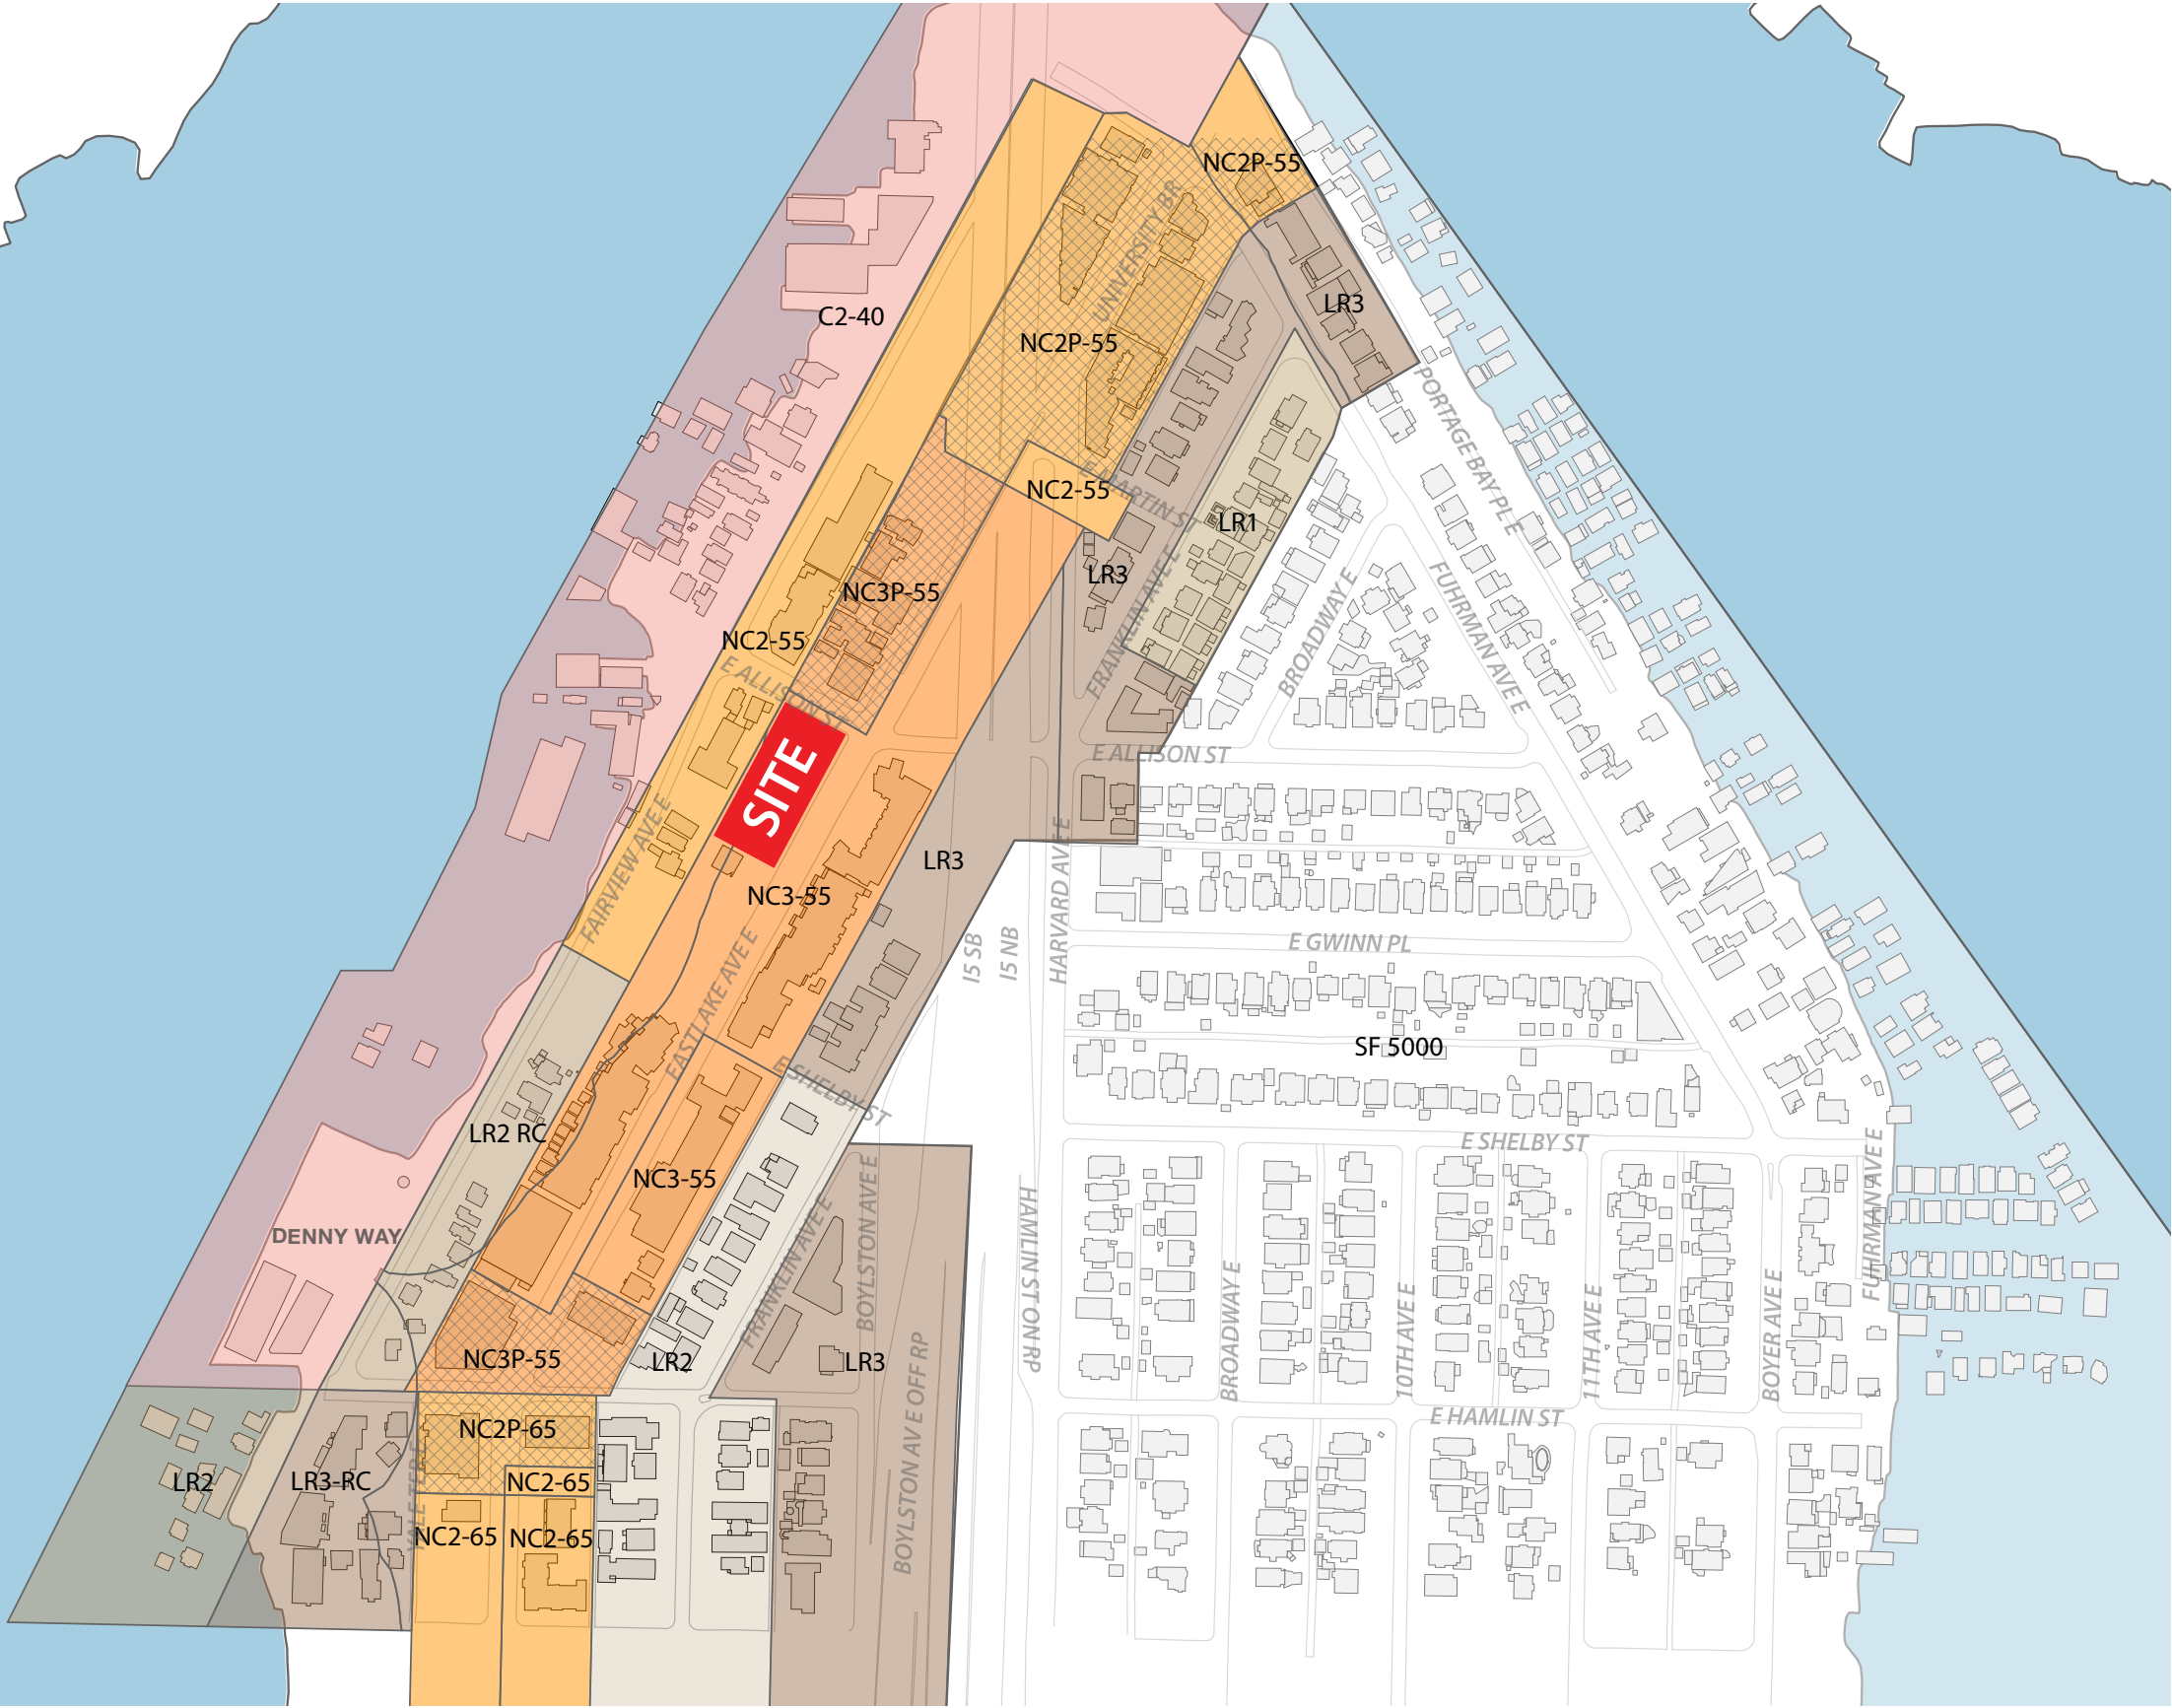 NC2P-55
UNIVERSITY BR
LR3
C2-40
NC2P-55
PORTAGE BAY PL E
NC2-55
E MARTIN ST
LR1
LR3
NC3P-55
FRANKLIN AVE E
BROADWAY E
FUHRMAN AVE E
NC2-55
E ALLISON ST
E ALLISON ST
SITE
FAIRVIEW AVE E
LR3
HARVARD AVE E
NC3-55
I5 SB
I5 NB
E GWINN PL
EASTLAKE AVE E
SF 5000
E SHELBY ST
LR2 RC
E SHELBY ST
NC3-55
FUHRMAN AVE E
DENNY WAY
FRANKLIN AVE E
BOYLSTON AVE E
HAMLIN ST ON RP
BROADWAY E
10TH AVE E
11TH AVE E
BOYER AVE E
NC3P-55
LR2
LR3
BOYLSTON AV E OFF RP
E HAMLIN ST
NC2P-65
LR2
LR3-RC
YALE TER E
NC2-65
NC2-65
NC2-65